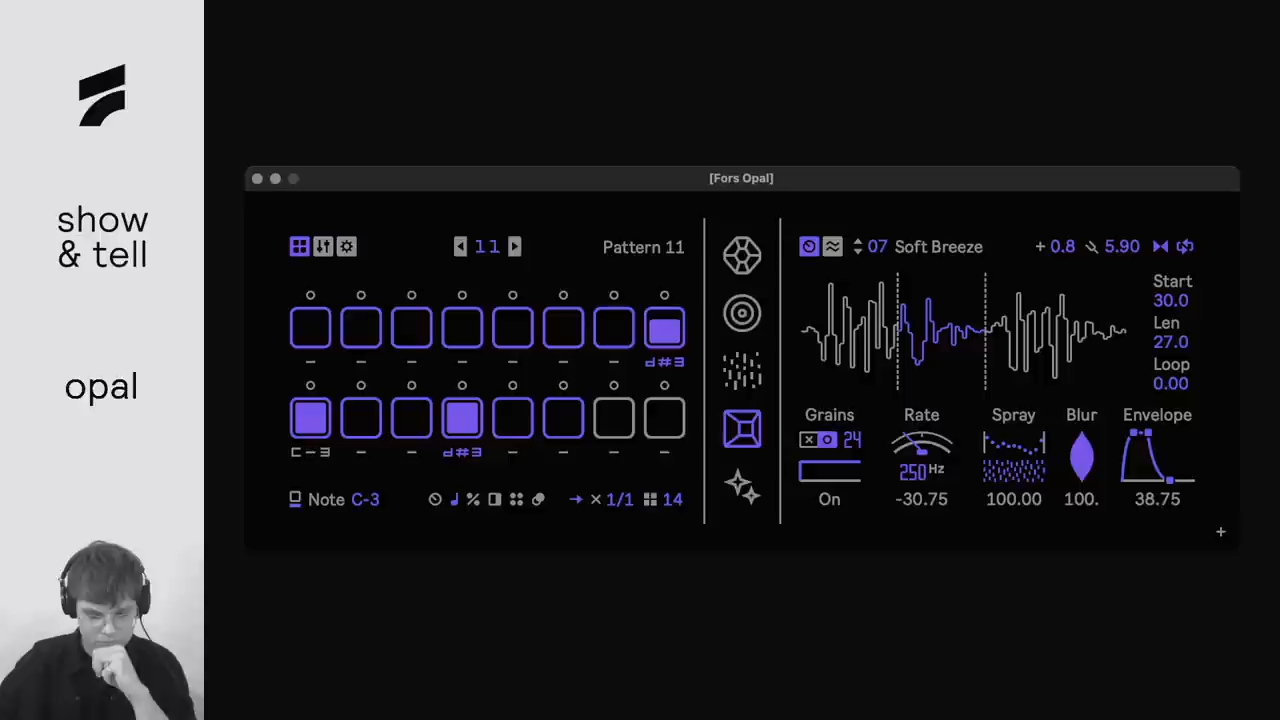 show
& tell
opal
[Fors Opal]
11
Pattern 11
d#3
C-3
d#3
Note C-3
1/1
14
07 Soft Breeze
+ 0.8
5.90
Start
30.0
Len
27.0
Loop
0.00
Grains
Rate
Spray
Blur
Envelope
24
250 Hz
On
-30.75
100.00
100.
38.75